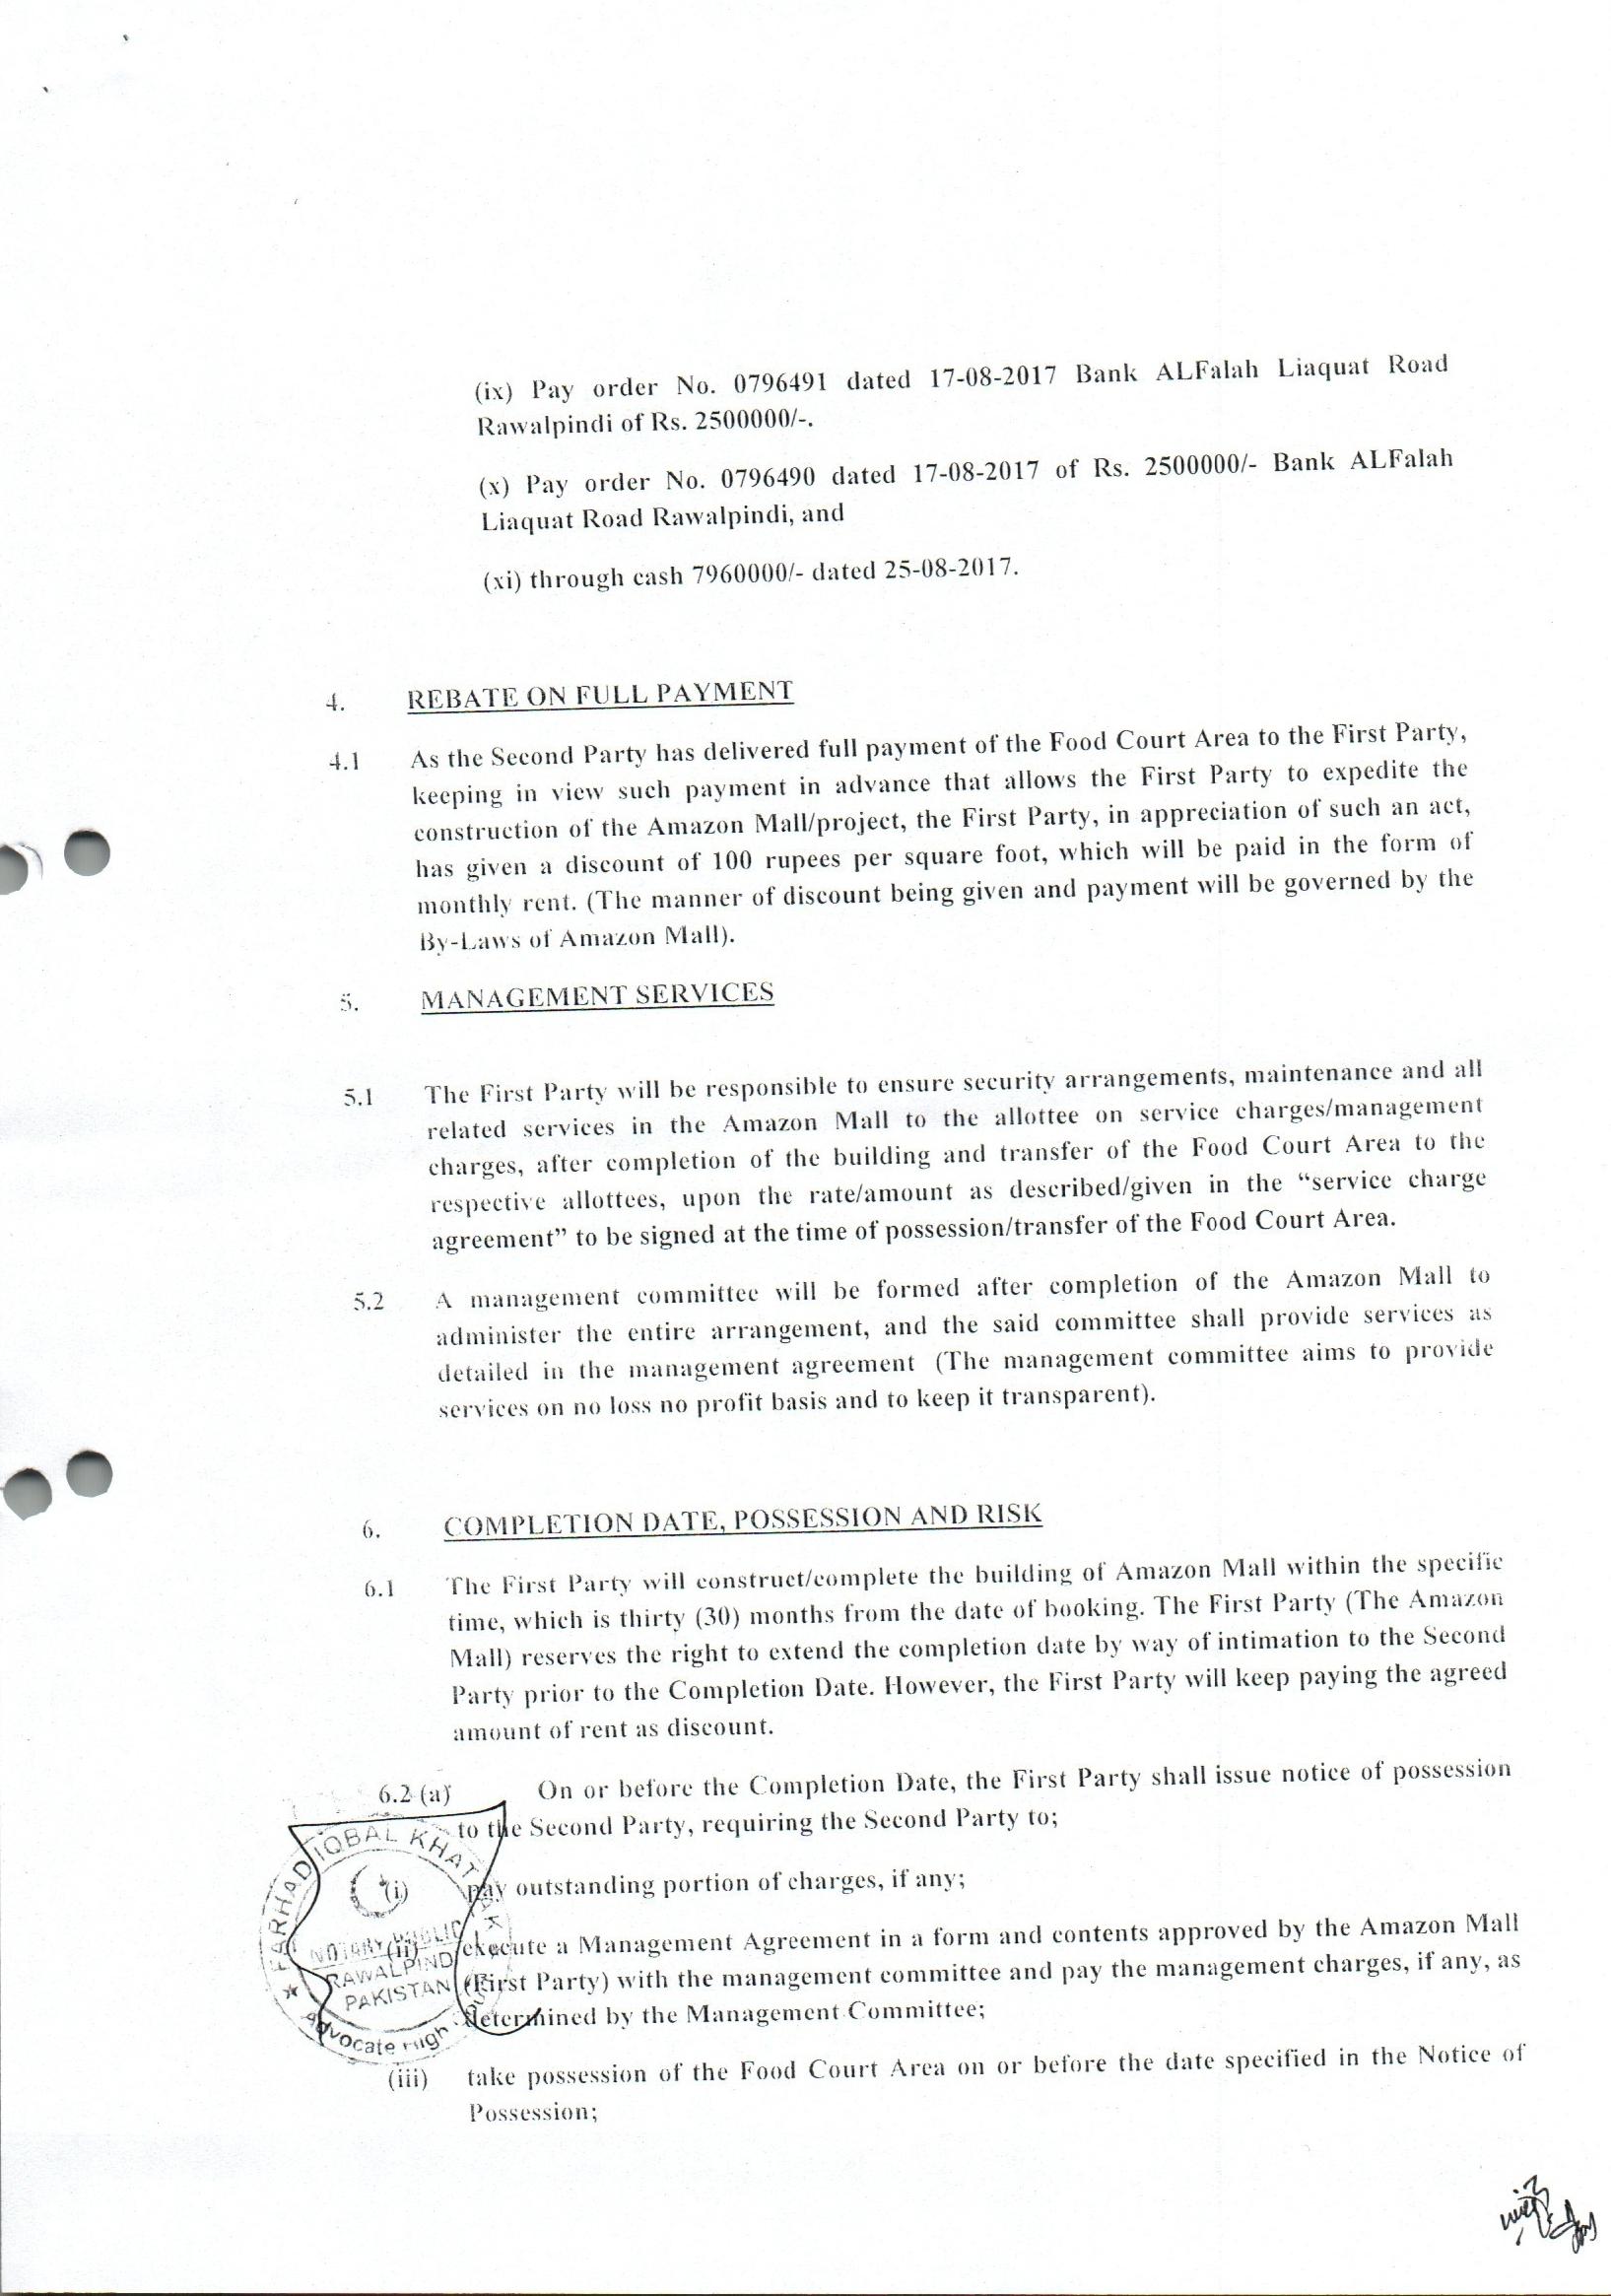 (ix) Pay order No. 0796491 dated 17-08-2017 Bank ALFalah Liaquat Road
Rawalpindi of Rs. 2500000/-.
(x) Pay order No. 0796490 dated 17-08-2017 of Rs. 2500000/- Bank ALFalah
Liaquat Road Rawalpindi, and
(xi) through cash 7960000/- dated 25-08-2017.
4. REBATE ON FULL PAYMENT
4.1 As the Second Party has delivered full payment of the Food Court Area to the First Party,
keeping in view such payment in advance that allows the First Party to expedite the
construction of the Amazon Mall/project, the First Party, in appreciation of such an act,
has given a discount of 100 rupees per square foot, which will be paid in the form of
monthly rent. (The manner of discount being given and payment will be governed by the
By-Laws of Amazon Mall).
5. MANAGEMENT SERVICES
5.1 The First Party will be responsible to ensure security arrangements, maintenance and all
related services in the Amazon Mall to the allottee on service charges/management
charges, after completion of the building and transfer of the Food Court Area to the
respective allottees, upon the rate/amount as described/given in the “service charge
agreement” to be signed at the time of possession/transfer of the Food Court Area.
5.2 A management committee will be formed after completion of the Amazon Mall to
administer the entire arrangement, and the said committee shall provide services as
detailed in the management agreement (The management committee aims to provide
services on no loss no profit basis and to keep it transparent).
6. COMPLETION DATE, POSSESSION AND RISK
6.1 The First Party will construct/complete the building of Amazon Mall within the specific
time, which is thirty (30) months from the date of booking. The First Party (The Amazon
Mall) reserves the right to extend the completion date by way of intimation to the Second
Party prior to the Completion Date. However, the First Party will keep paying the agreed
amount of rent as discount.
6.2 (a) On or before the Completion Date, the First Party shall issue notice of possession
to the Second Party, requiring the Second Party to;
(i) pay outstanding portion of charges, if any;
(ii) execute a Management Agreement in a form and contents approved by the Amazon Mall
(First Party) with the management committee and pay the management charges, if any, as
determined by the Management Committee;
(iii) take possession of the Food Court Area on or before the date specified in the Notice of
Possession;
FARHAD IQBAL KHATTAK
NOTARY PUBLIC
RAWALPINDI
PAKISTAN
Advocate High